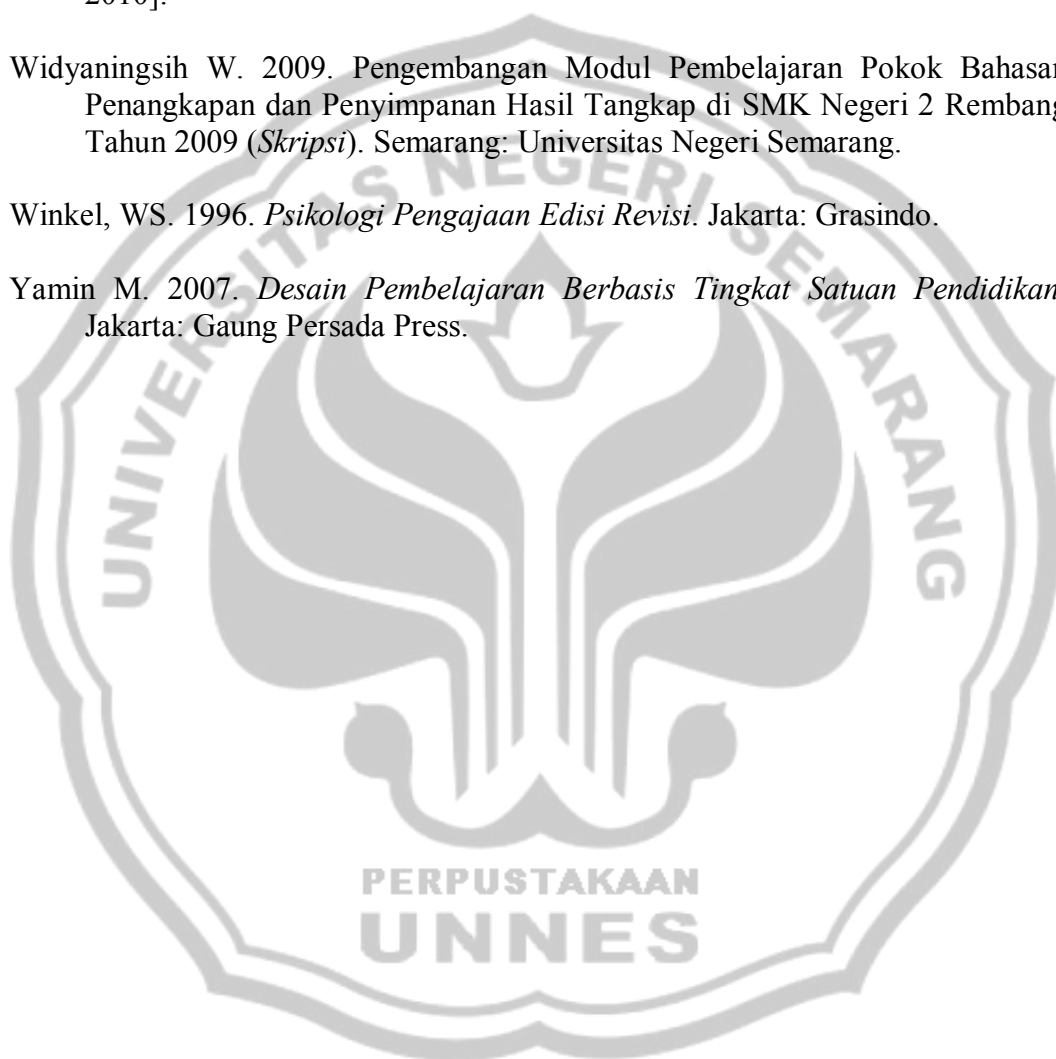 2010].
Widyaningsih W. 2009. Pengembangan Modul Pembelajaran Pokok Bahasan
Penangkapan dan Penyimpanan Hasil Tangkap di SMK Negeri 2 Rembang
Tahun 2009 (Skripsi). Semarang: Universitas Negeri Semarang.
Winkel, WS. 1996. Psikologi Pengajaan Edisi Revisi. Jakarta: Grasindo.
Yamin M. 2007. Desain Pembelajaran Berbasis Tingkat Satuan Pendidikan
Jakarta: Gaung Persada Press.
UNIVERSITAS NEGERI SEMARANG
PERPUSTAKAAN
UNNES